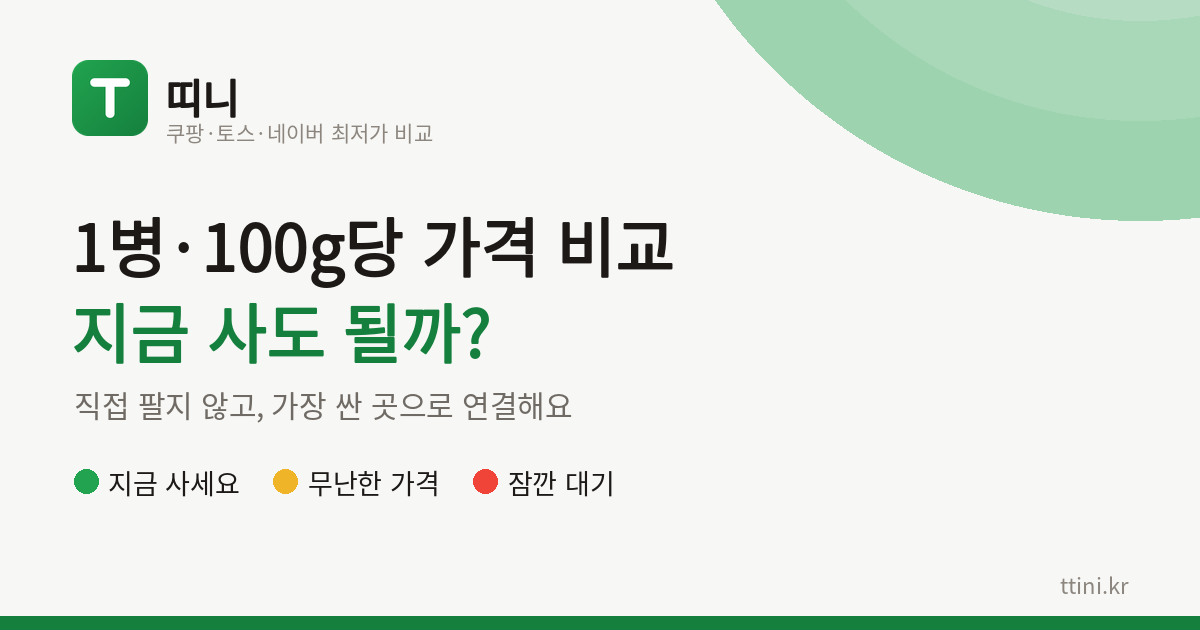 T
띠니
쿠팡·토스·네이버 최저가 비교
1병·100g당 가격 비교
지금 사도 될까?
직접 팔지 않고, 가장 싼 곳으로 연결해요
지금 사세요 무난한 가격 잠깐 대기
ttini.kr